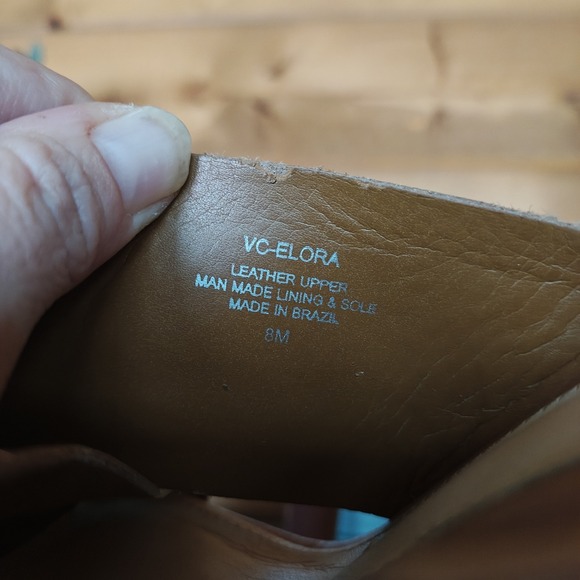 VC-ELORA
LEATHER UPPER
MAN MADE LINING & SOLE
MADE IN BRAZIL
8M